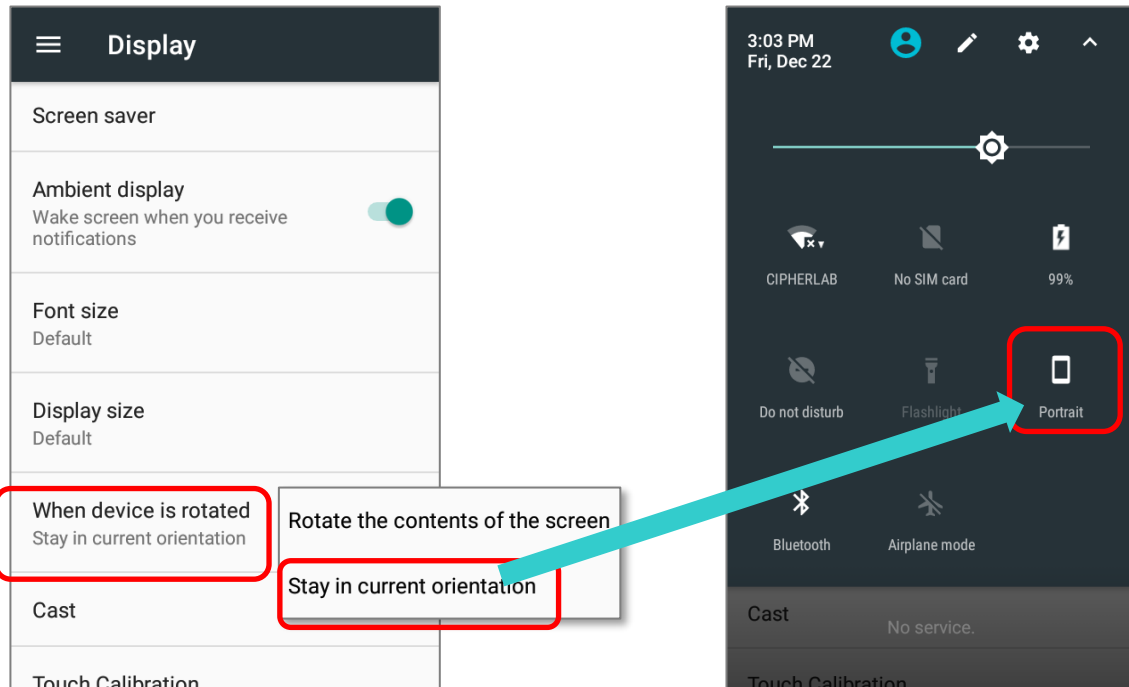 Display
Screen saver
Ambient display
Wake screen when you receive
notifications
Font size
Default
Display size
Default
When device is rotated
Stay in current orientation
Cast
Touch Calibration
Rotate the contents of the screen
Stay in current orientation
3:03 PM
Fri, Dec 22
CIPHERLAB
No SIM card
99%
Do not disturb
Flashlight
Portrait
Bluetooth
Airplane mode
Cast
No service.
Touch Calibration